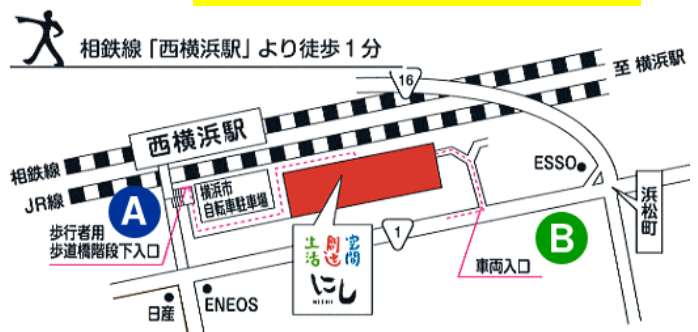 相鉄線「西横浜駅」より徒歩1分
16
至 横浜駅
西横浜駅
相鉄線
JR線
横浜市
自転車駐車場
ESSO
浜松町
A
歩行者用
歩道橋階段下入口
1
B
車両入口
生活
創造
空間
にし
NISHI
日産
ENEOS